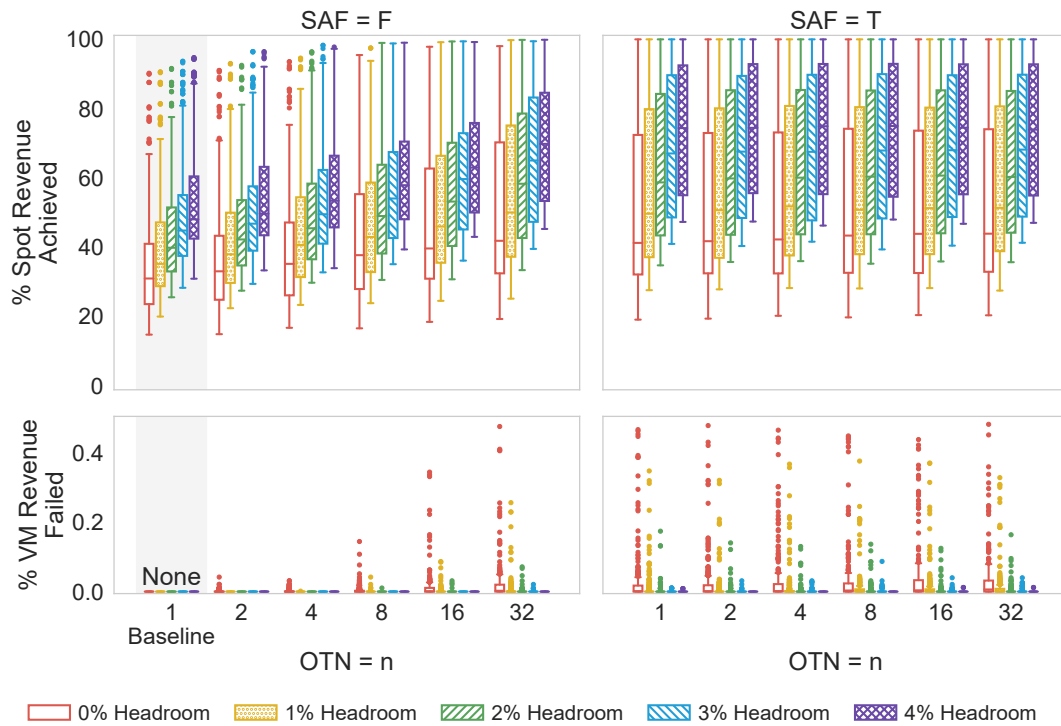 SAF = F
SAF = T
% Spot Revenue
Achieved
100
80
60
40
20
0
% VM Revenue
Failed
0.4
0.2
0.0
None
1 2 4 8 16 32
Baseline
1 2 4 8 16 32
OTN = n
OTN = n
0% Headroom 1% Headroom 2% Headroom 3% Headroom 4% Headroom